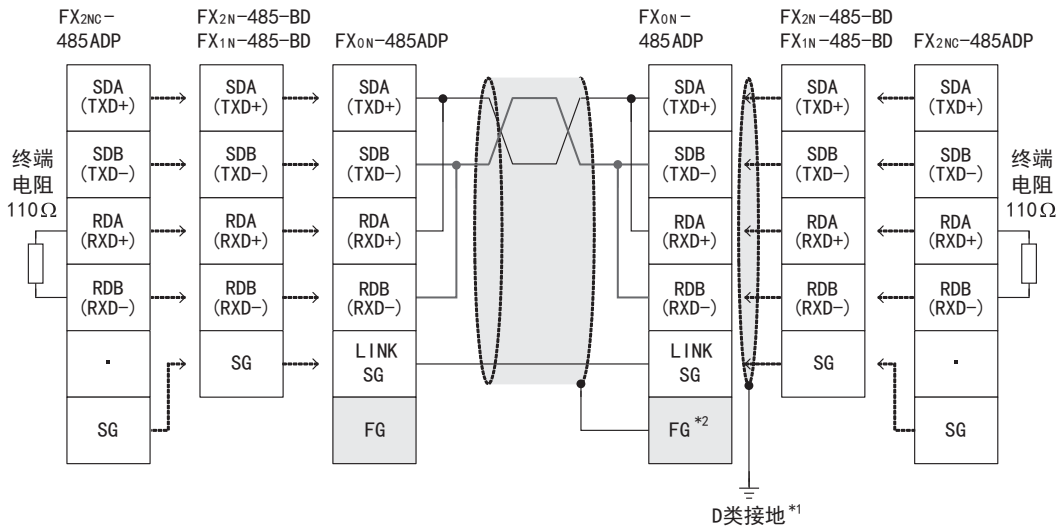 FX2NC-
485ADP
FX2N-485-BD
FX1N-485-BD
FX0N-485ADP
FX0N-
485ADP
FX2N-485-BD
FX1N-485-BD
FX2NC-485ADP
终端
电阻
110Ω
SDA
(TXD+)
SDB
(TXD-)
RDA
(RXD+)
RDB
(RXD-)
·
SG
SDA
(TXD+)
SDB
(TXD-)
RDA
(RXD+)
RDB
(RXD-)
SG
SDA
(TXD+)
SDB
(TXD-)
RDA
(RXD+)
RDB
(RXD-)
LINK
SG
FG
SDA
(TXD+)
SDB
(TXD-)
RDA
(RXD+)
RDB
(RXD-)
LINK
SG
FG*2
SDA
(TXD+)
SDB
(TXD-)
RDA
(RXD+)
RDB
(RXD-)
SG
SDA
(TXD+)
SDB
(TXD-)
RDA
(RXD+)
RDB
(RXD-)
·
SG
终端
电阻
110Ω
D类接地*1